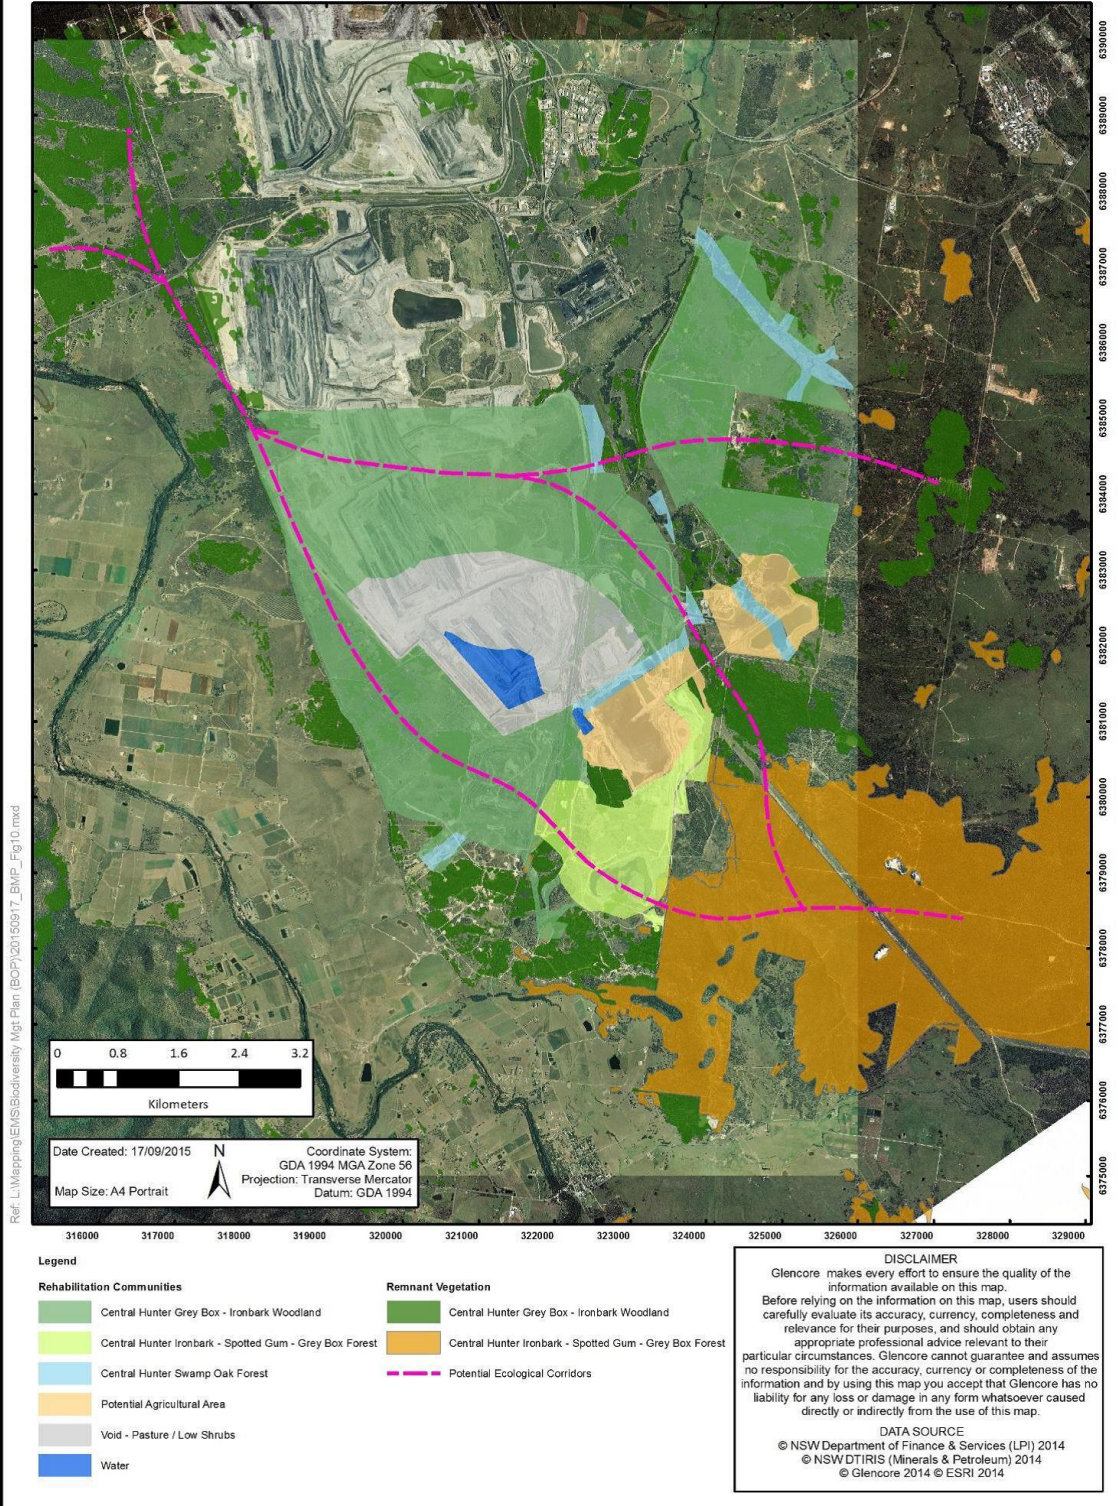 6390000
6389000
6388000
6387000
6386000
6385000
6384000
6383000
6382000
6381000
6380000
6379000
6378000
6377000
6376000
6375000
Ref: L:\Mapping\EMS\Biodiversity Mgt Plan (BOP)\20150917_BMP_Fig10.mxd
0 0.8 1.6 2.4 3.2
Kilometers
Date Created: 17/09/2015
Map Size: A4 Portrait
N
Coordinate System:
GDA 1994 MGA Zone 56
Projection: Transverse Mercator
Datum: GDA 1994
316000 317000 318000 319000 320000 321000 322000 323000 324000 325000 326000 327000 328000 329000
Legend
Rehabilitation Communities
Central Hunter Grey Box - Ironbark Woodland
Central Hunter Ironbark - Spotted Gum - Grey Box Forest
Central Hunter Swamp Oak Forest
Potential Agricultural Area
Void - Pasture / Low Shrubs
Water
Remnant Vegetation
Central Hunter Grey Box - Ironbark Woodland
Central Hunter Ironbark - Spotted Gum - Grey Box Forest
Potential Ecological Corridors
DISCLAIMER
Glencore makes every effort to ensure the quality of the
information available on this map.
Before relying on the information on this map, users should
carefully evaluate its accuracy, currency, completeness and
relevance for their purposes, and should obtain any
appropriate professional advice relevant to their
particular circumstances. Glencore cannot guarantee and assumes
no responsibility for the accuracy, currency or completeness of the
information and by using this map you accept that Glencore has no
liability for any loss or damage in any form whatsoever caused
directly or indirectly from the use of this map.
DATA SOURCE
© NSW Department of Finance & Services (LPI) 2014
© NSW DTIRIS (Minerals & Petroleum) 2014
© Glencore 2014 © ESRI 2014